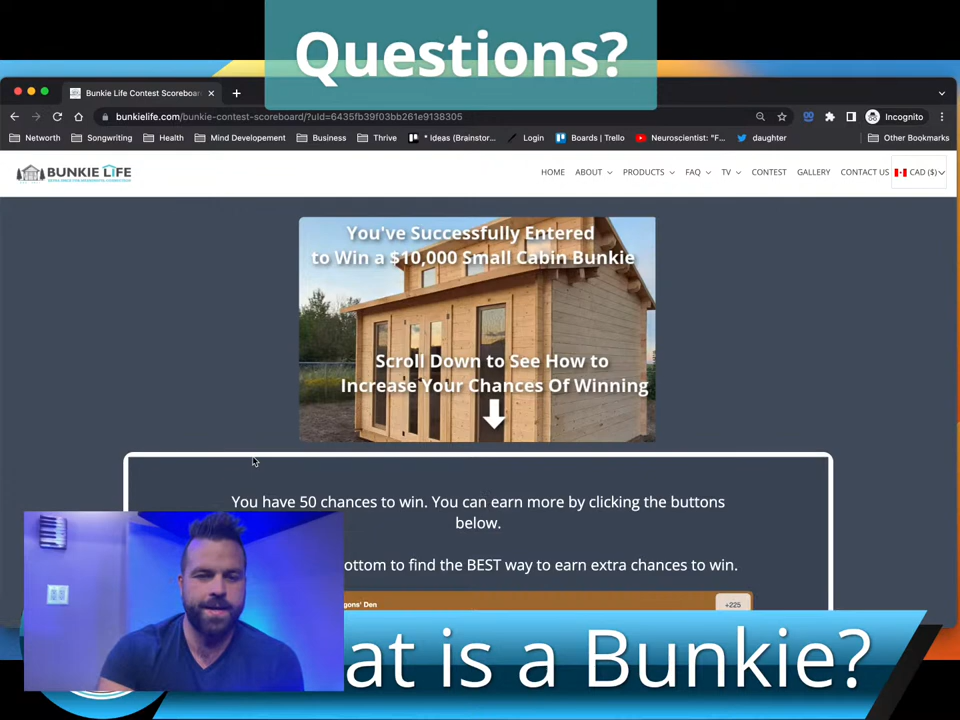 Questions?
Bunkie Life Contest Scoreboar
bunkielife.com/bunkie-contest-scoreboard/?uId=6435fb39f03bb261e9138305
Incognito
Networth Songwriting Health Mind Developement Business Thrive * Ideas (Brainstor... Login Boards | Trello Neuroscientist: "F... daughter Other Bookmarks
BUNKIE LIFE HOME ABOUT PRODUCTS FAQ TV CONTEST GALLERY CONTACT US CAD ($)
You've Successfully Entered
to Win a $10,000 Small Cabin Bunkie
Scroll Down to See How to
Increase Your Chances Of Winning
You have 50 chances to win. You can earn more by clicking the buttons
below.
ottom to find the BEST way to earn extra chances to win.
gons' Den +225
at is a Bunkie?